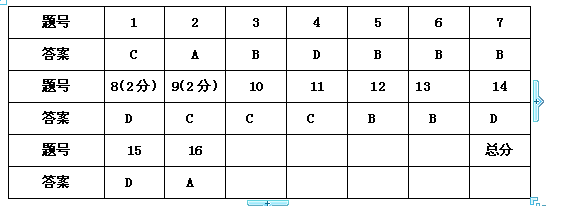 题号 1 2 3 4 5 6 7
答案 C A B D B B B
题号 8(2分) 9(2分) 10 11 12 13 14
答案 D C C C B B D
题号 15 16 总分
答案 D A